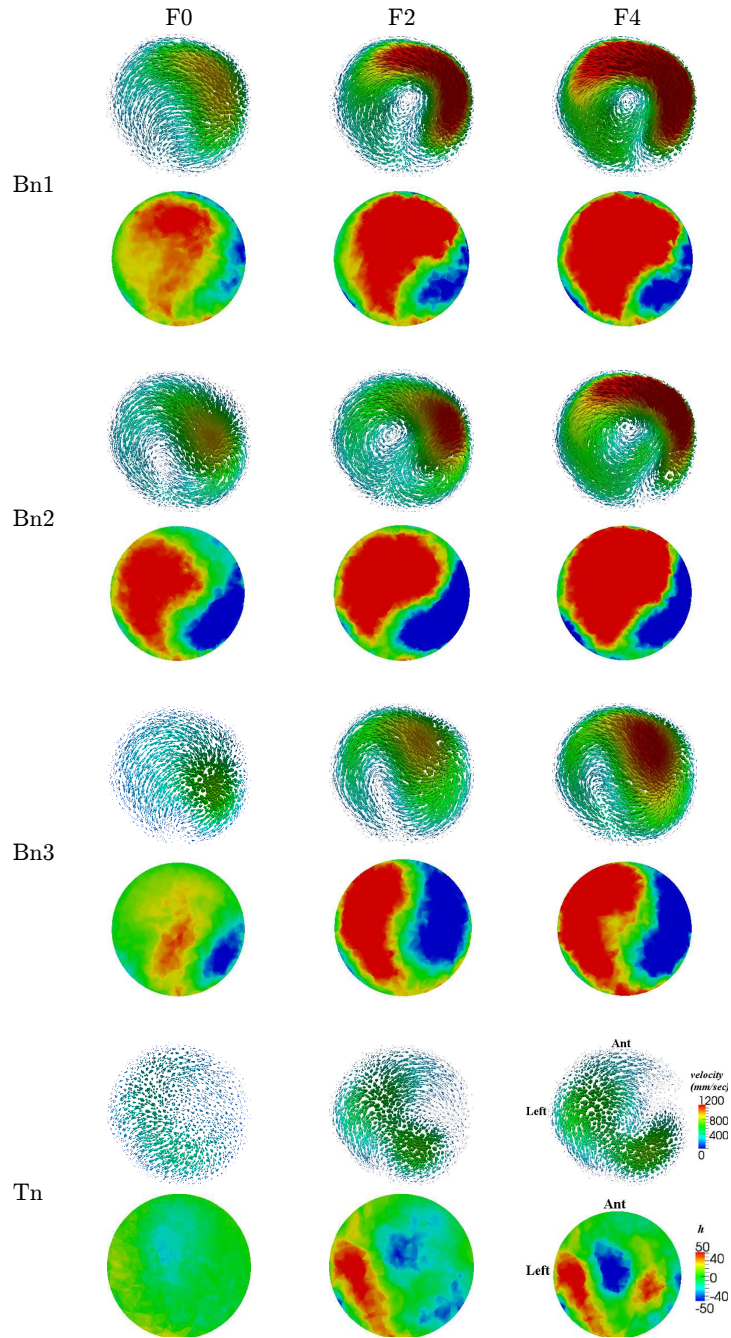 F0 F2 F4
Bn1
Bn2
Bn3
Ant
velocity
(mm/sec)
1200
800
400
0
Left
Tn
Ant
h
50
40
0
-40
-50
Left